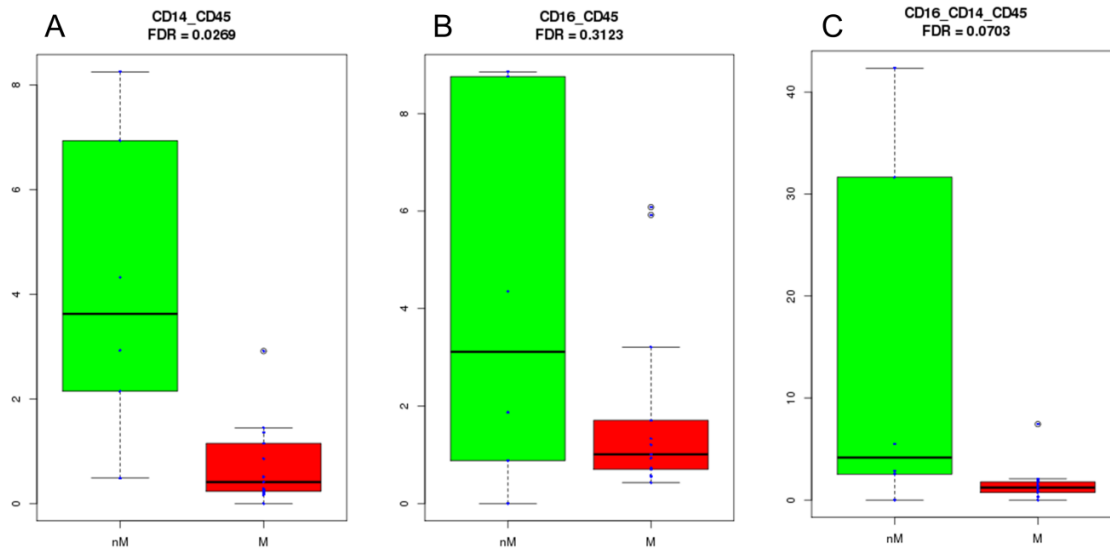 A
CD14_CD45
FDR = 0.0269
8
6
4
2
0
nM
M
B
CD16_CD45
FDR = 0.3123
8
6
4
2
0
nM
M
C
CD16_CD14_CD45
FDR = 0.0703
40
30
20
10
0
nM
M